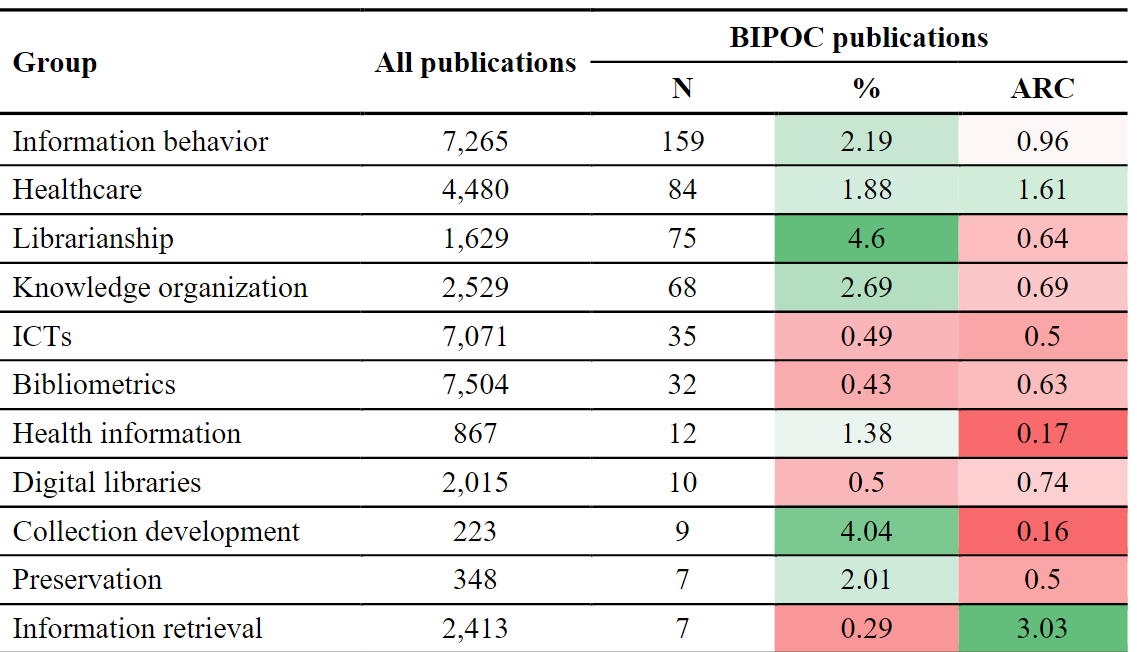 Group All publications BIPOC publications
N % ARC
Information behavior 7,265 159 2.19 0.96
Healthcare 4,480 84 1.88 1.61
Librarianship 1,629 75 4.6 0.64
Knowledge organization 2,529 68 2.69 0.69
ICTs 7,071 35 0.49 0.5
Bibliometrics 7,504 32 0.43 0.63
Health information 867 12 1.38 0.17
Digital libraries 2,015 10 0.5 0.74
Collection development 223 9 4.04 0.16
Preservation 348 7 2.01 0.5
Information retrieval 2,413 7 0.29 3.03